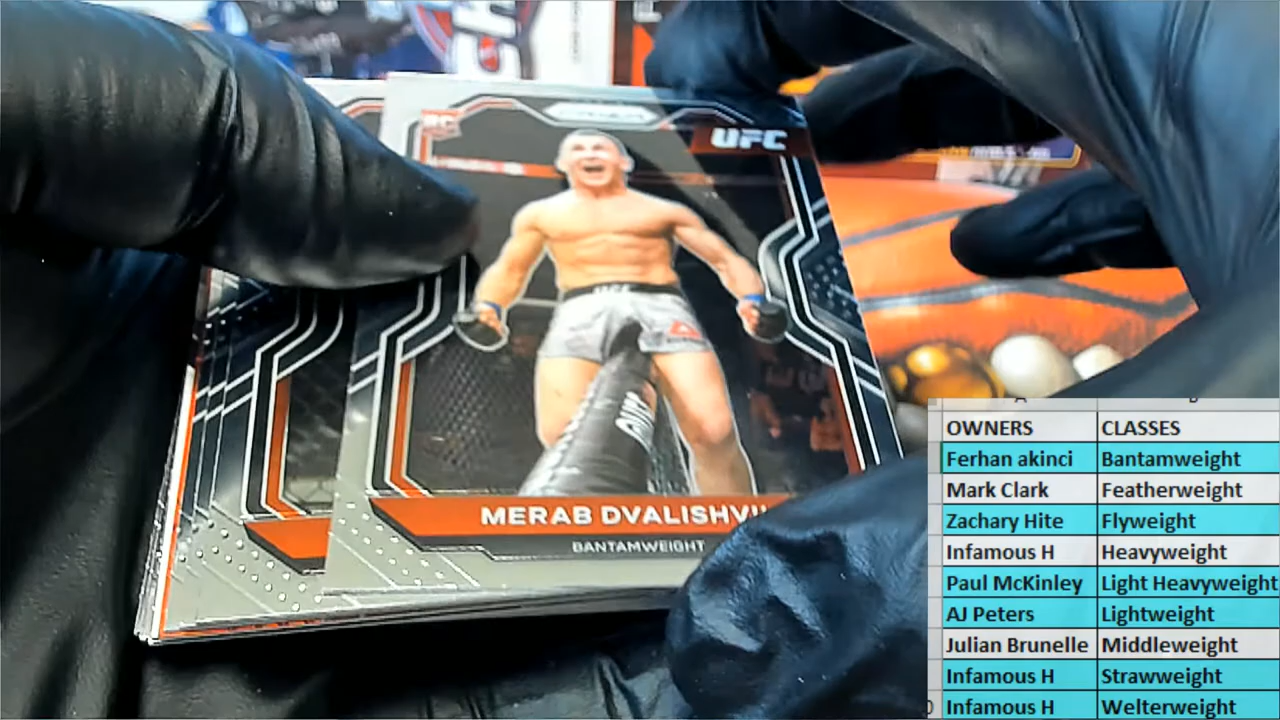 RC
UFC
MERAB DVALISHVI
BANTAMWEIGHT
OWNERS CLASSES
Ferhan akinci Bantamweight
Mark Clark Featherweight
Zachary Hite Flyweight
Infamous H Heavyweight
Paul McKinley Light Heavyweight
AJ Peters Lightweight
Julian Brunelle Middleweight
Infamous H Strawweight
Infamous H Welterweight